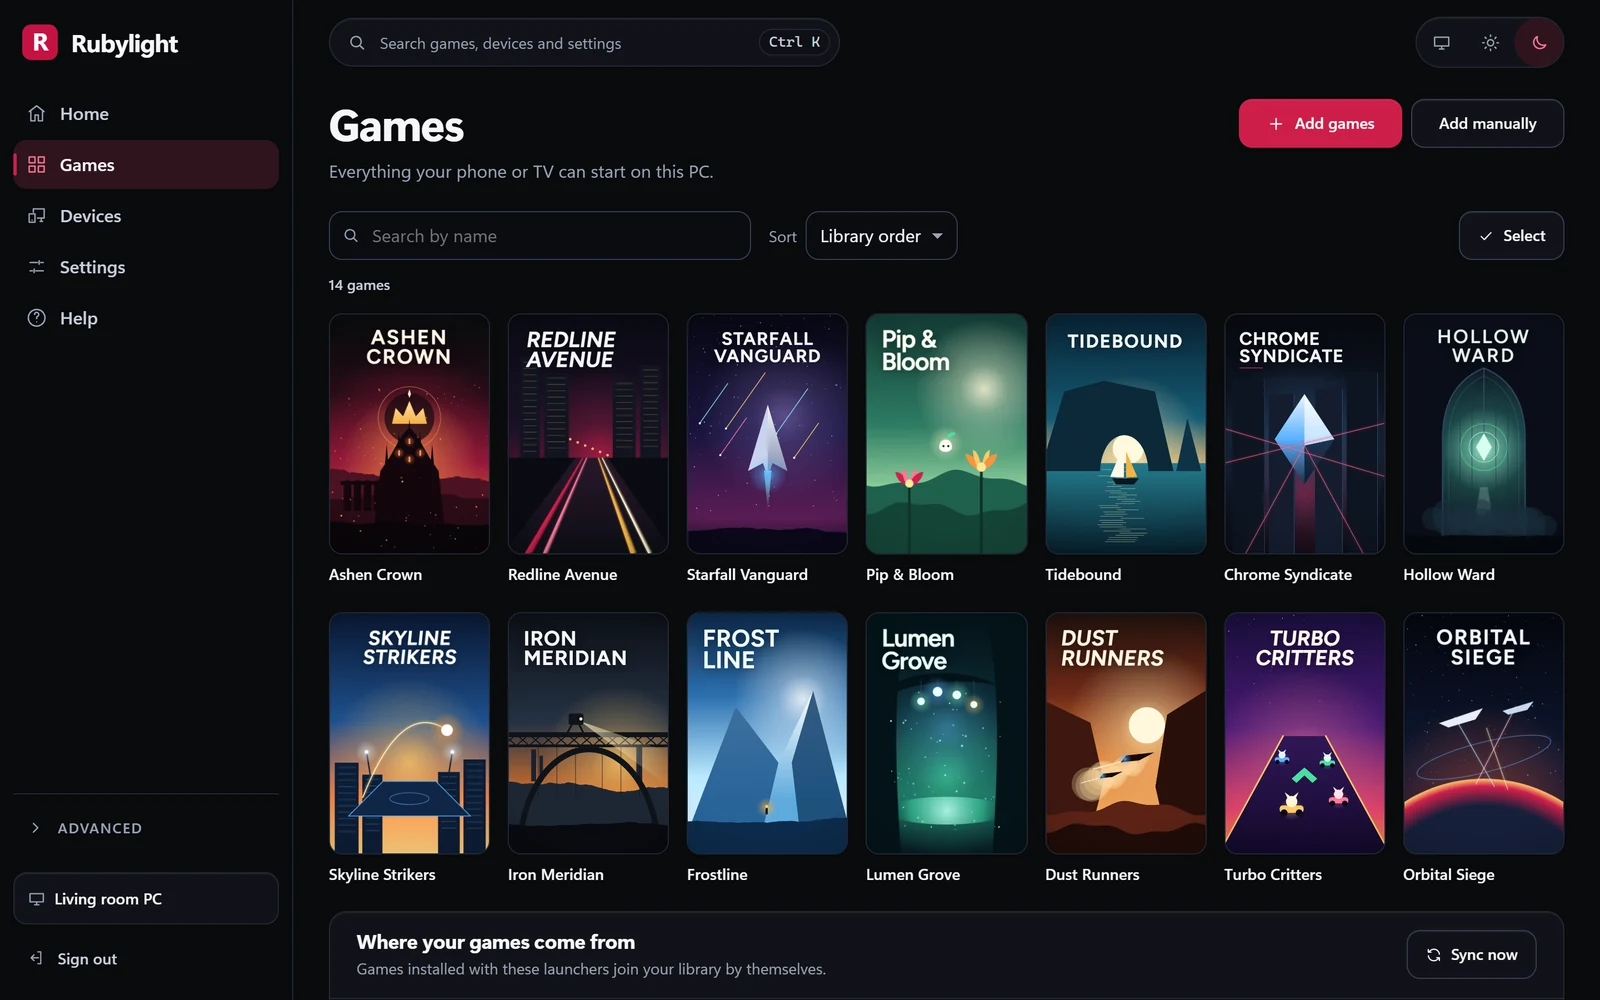 R Rubylight
Search games, devices and settings Ctrl K
Home
Games
Devices
Settings
Help
ADVANCED
Living room PC
Sign out
Games
Everything your phone or TV can start on this PC.
Add games
Add manually
Search by name
Sort
Library order
Select
14 games
ASHEN
CROWN
REDLINE
AVENUE
STARFALL
VANGUARD
Pip &
Bloom
TIDEBOUND
CHROME
SYNDICATE
HOLLOW
WARD
Ashen Crown
Redline Avenue
Starfall Vanguard
Pip & Bloom
Tidebound
Chrome Syndicate
Hollow Ward
SKYLINE
STRIKERS
IRON
MERIDIAN
FROST
LINE
Lumen
Grove
DUST
RUNNERS
TURBO
CRITTERS
ORBITAL
SIEGE
Skyline Strikers
Iron Meridian
Frostline
Lumen Grove
Dust Runners
Turbo Critters
Orbital Siege
Where your games come from
Games installed with these launchers join your library by themselves.
Sync now